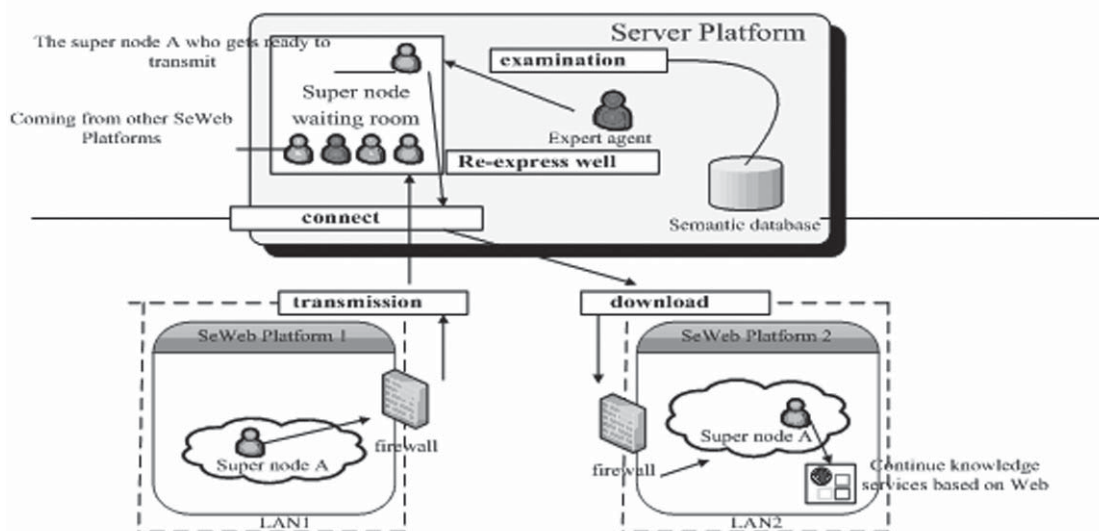 Server Platform
The super node A who gets ready to
transmit
examination
Super node
waiting room
Coming from other SeWeb
Platforms
Expert agent
Re-express well
connect
Semantic database
transmission
download
SeWeb Platform 1
SeWeb Platform 2
Super node A
firewall
LAN1
Super node A
firewall
Continue knowledge
services based on Web
LAN2